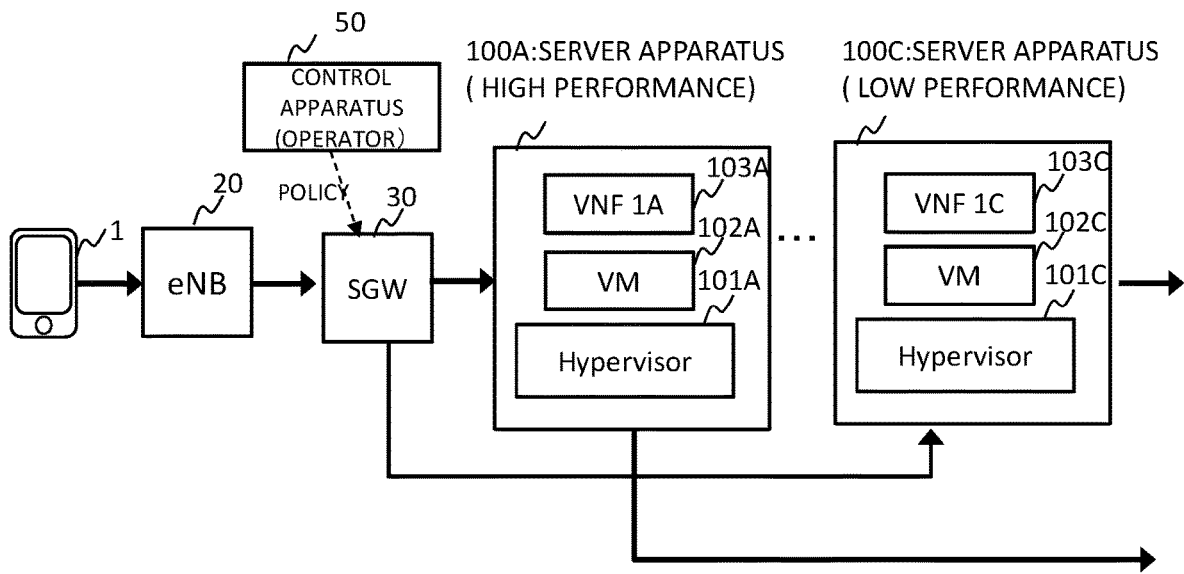 50
CONTROL
APPARATUS
(OPERATOR)
100A:SERVER APPARATUS
( HIGH PERFORMANCE)
100C:SERVER APPARATUS
( LOW PERFORMANCE)
POLICY
1
20
eNB
30
SGW
103A
VNF 1A
102A
VM
101A
Hypervisor
...
103C
VNF 1C
102C
VM
101C
Hypervisor